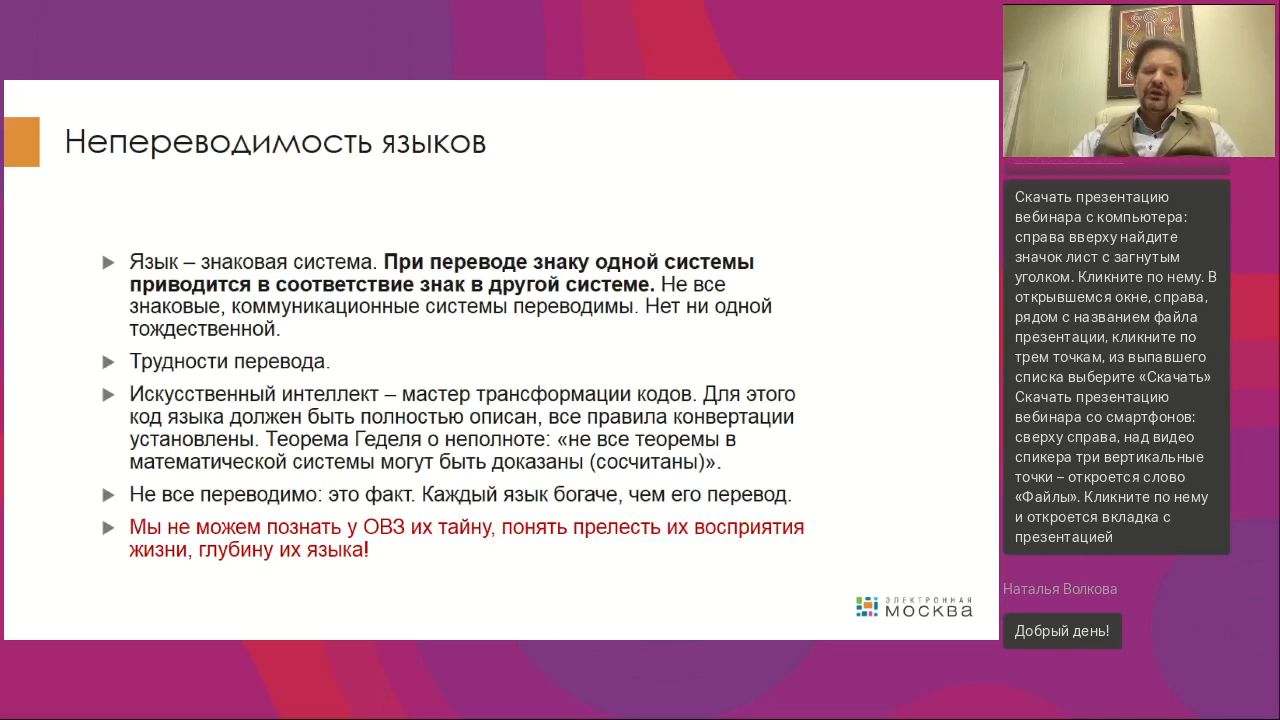 Непереводимость языков
Язык – знаковая система. При переводе знаку одной системы
приводится в соответствие знак в другой системе. Не все
знаковые, коммуникационные системы переводимы. Нет ни одной
тождественной.
Трудности перевода.
Искусственный интеллект – мастер трансформации кодов. Для этого
код языка должен быть полностью описан, все правила конвертации
установлены. Теорема Геделя о неполноте: «не все теоремы в
математической системы могут быть доказаны (сосчитаны)».
Не все переводимо: это факт. Каждый язык богаче, чем его перевод.
Мы не можем познать у ОВЗ их тайну, понять прелесть их восприятия
жизни, глубину их языка!
ЭЛЕКТРОННАЯ
МОСКВА
Скачать презентацию
вебинара с компьютера:
справа вверху найдите
значок лист с загнутым
уголком. Кликните по нему. В
открывшемся окне, справа,
рядом с названием файла
презентации, кликните по
трем точкам, из выпавшего
списка выберите «Скачать»
Скачать презентацию
вебинара со смартфонов:
сверху справа, над видео
спикера три вертикальные
точки – откроется слово
«Файлы». Кликните по нему
и откроется вкладка с
презентацией
Наталья Волкова
Добрый день!